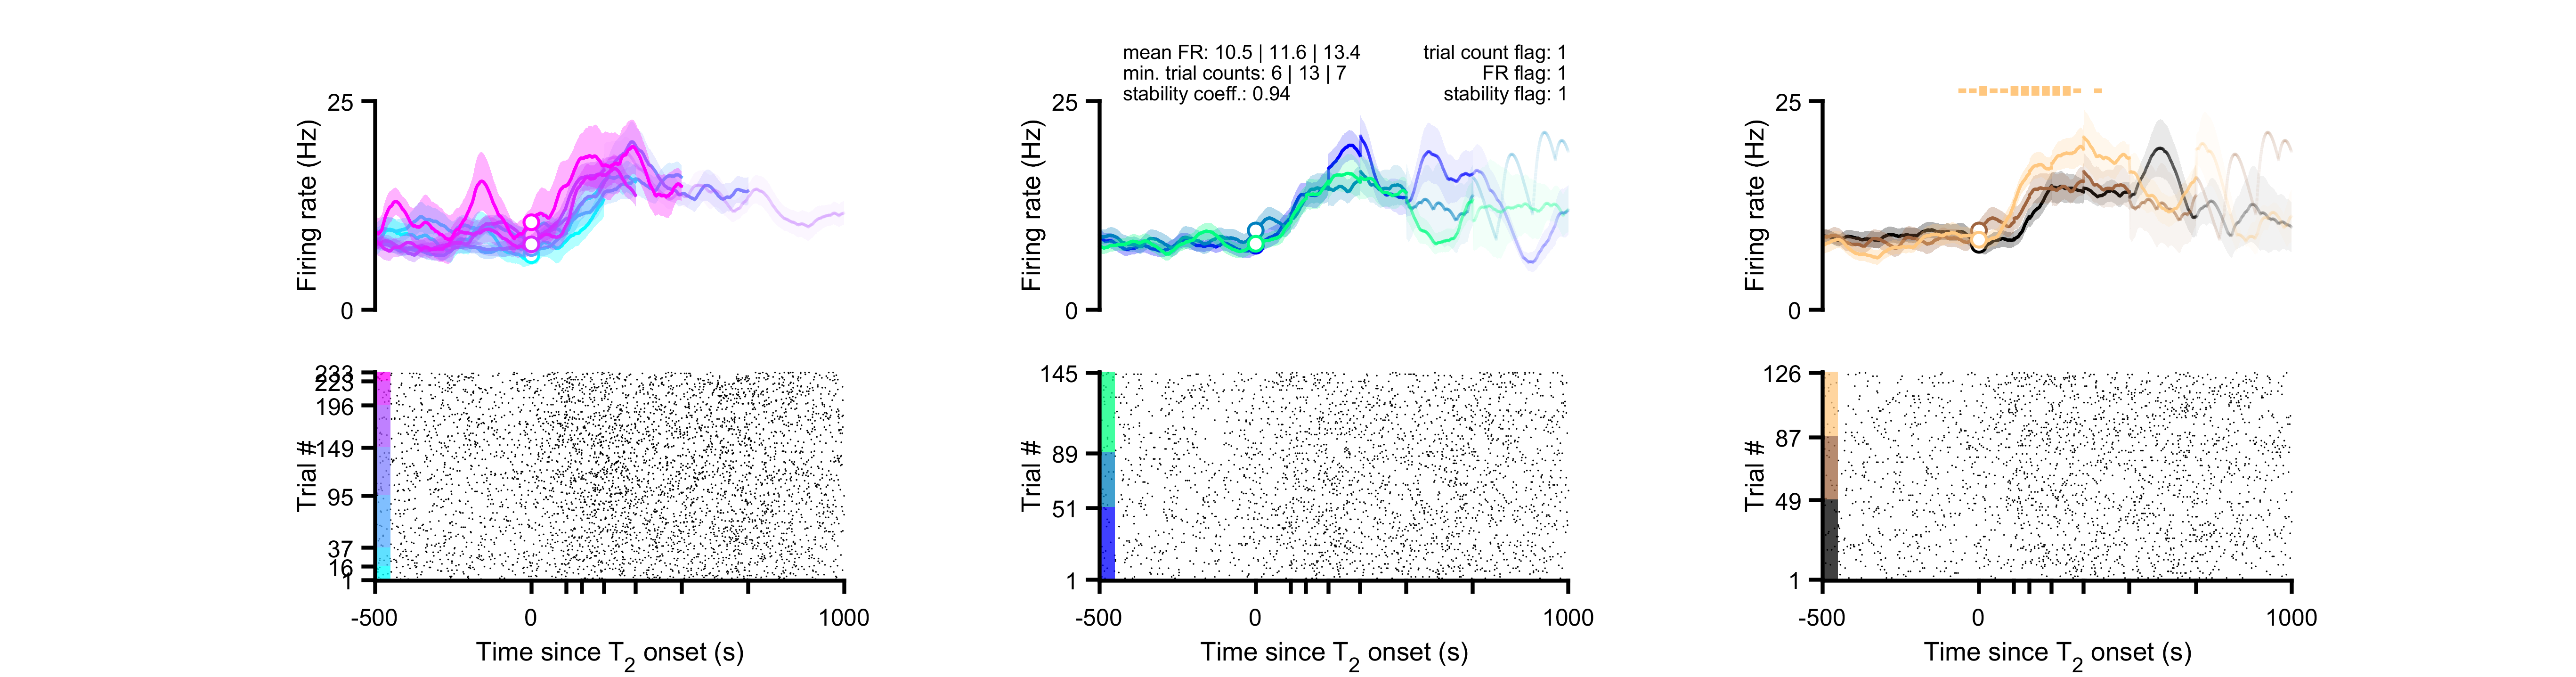 mean FR: 10.5 | 11.6 | 13.4
trial count flag: 1
min. trial counts: 6 | 13 | 7
FR flag: 1
stability coeff.: 0.94
stability flag: 1
25
Firing rate (Hz)
0
25
Firing rate (Hz)
0
25
Firing rate (Hz)
0
233
223
196
149
95
37
16
1
Trial #
-500
0
1000
Time since T2 onset (s)
145
89
51
1
Trial #
-500
0
1000
Time since T2 onset (s)
126
87
49
1
Trial #
-500
0
1000
Time since T2 onset (s)